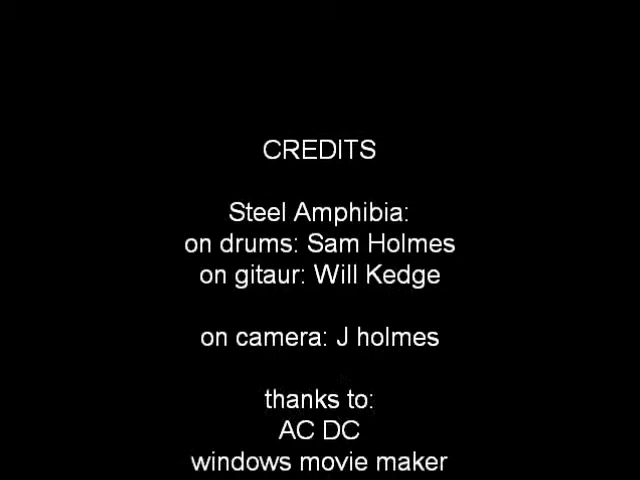 CREDITS
Steel Amphibia:
on drums: Sam Holmes
on gitaur: Will Kedge
on camera: J holmes
thanks to:
AC DC
windows movie maker